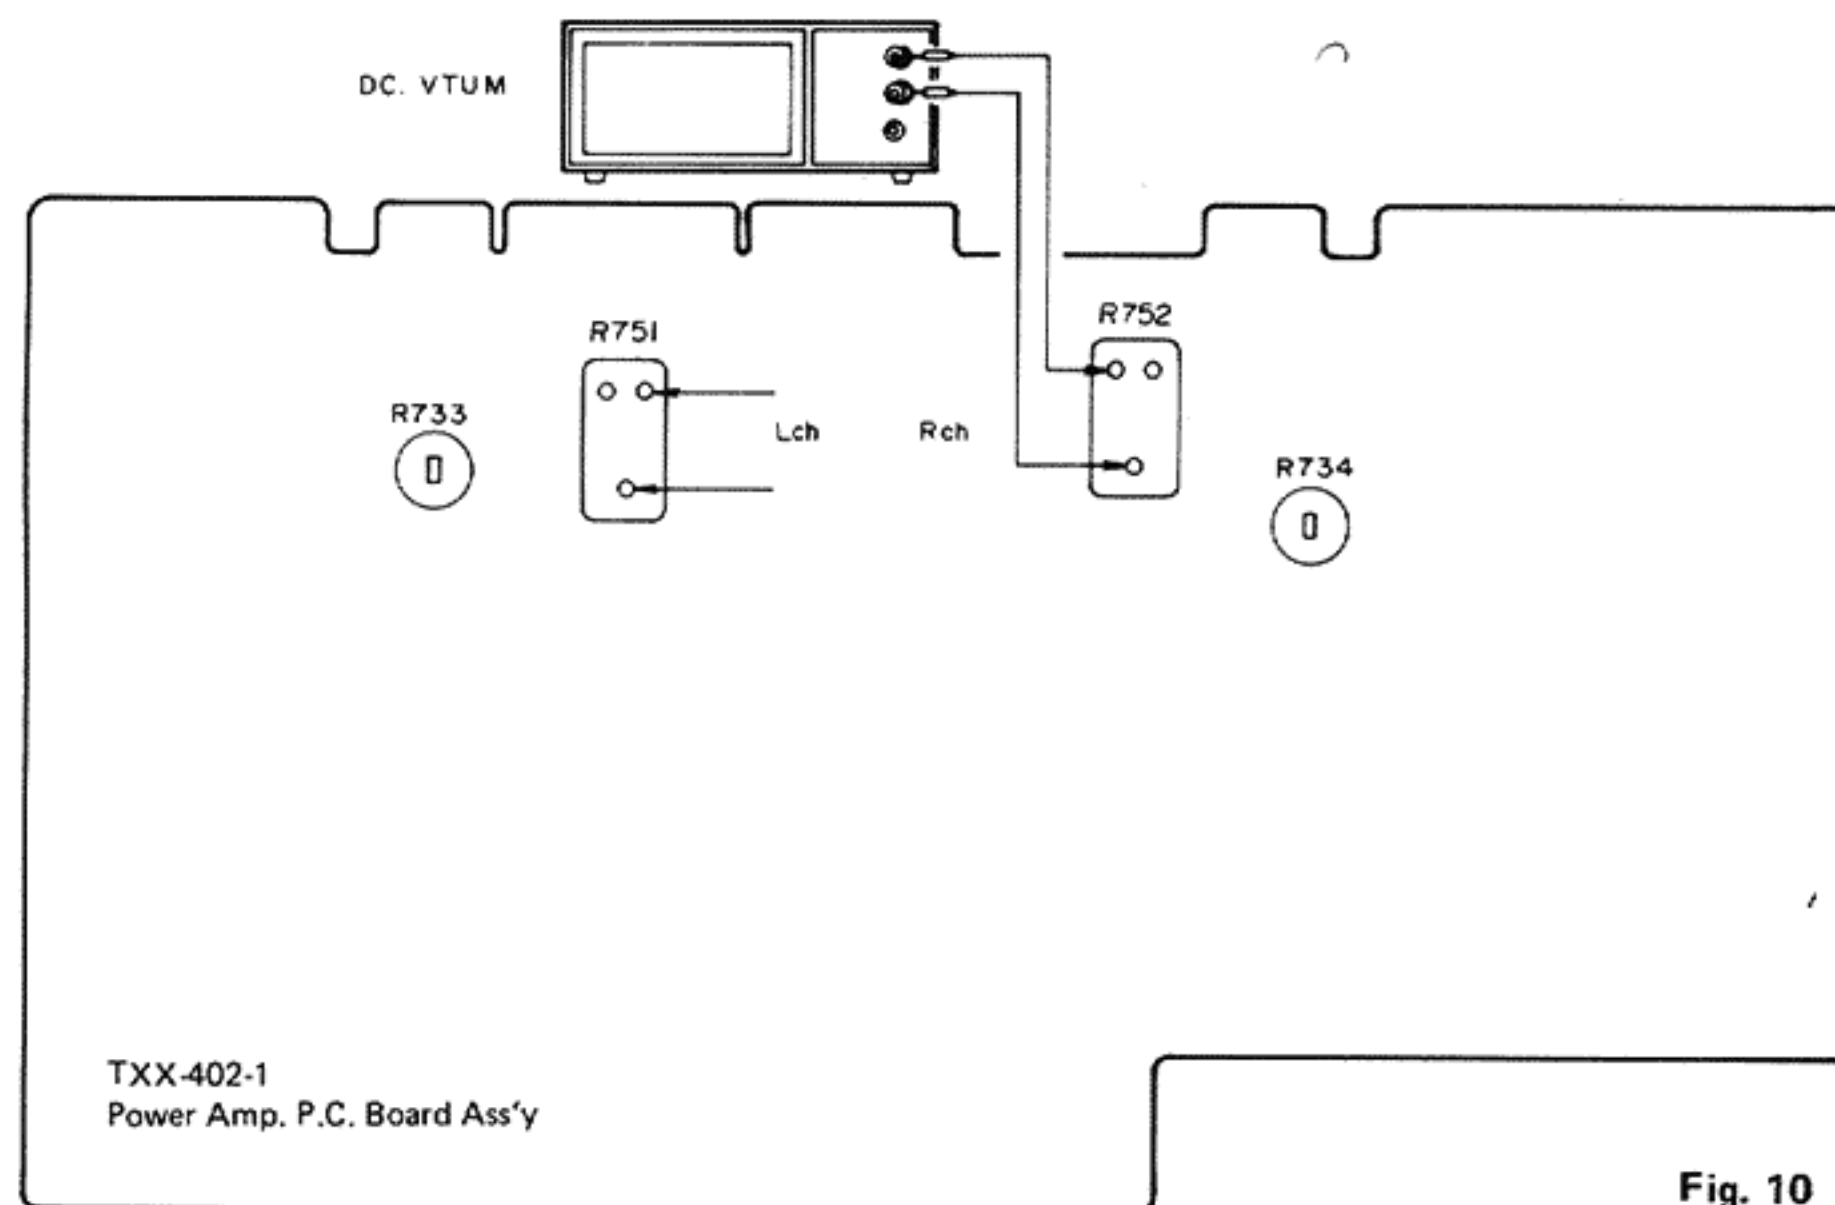 DC. VTUM
R752
R751
R733
Lch
Rch
R734
TXX-402-1
Power Amp. P.C. Board Ass'y
Fig. 10